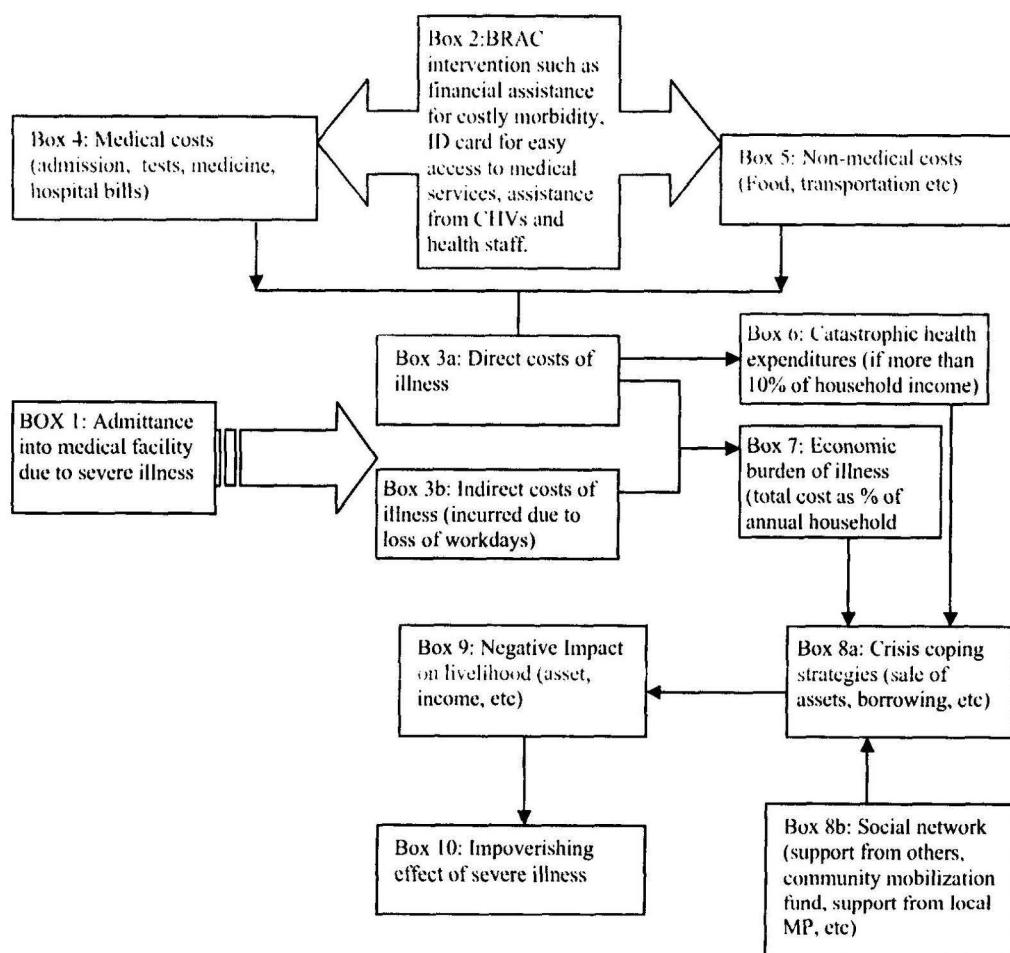 Box 2:BRAC
intervention such as
financial assistance
for costly morbidity,
ID card for easy
access to medical
services, assistance
from CHVs and
health staff.
Box 4: Medical costs
(admission, tests, medicine,
hospital bills)
Box 5: Non-medical costs
(Food, transportation etc)
Box 3a: Direct costs of
illness
Box 6: Catastrophic health
expenditures (if more than
10% of household income)
BOX 1: Admittance
into medical facility
due to severe illness
Box 7: Economic
burden of illness
(total cost as % of
annual household
Box 3b: Indirect costs of
illness (incurred due to
loss of workdays)
Box 9: Negative Impact
on livelihood (asset,
income, etc)
Box 8a: Crisis coping
strategies (sale of
assets, borrowing, etc)
Box 10: Impoverishing
effect of severe illness
Box 8b: Social network
(support from others,
community mobilization
fund, support from local
MP, etc)